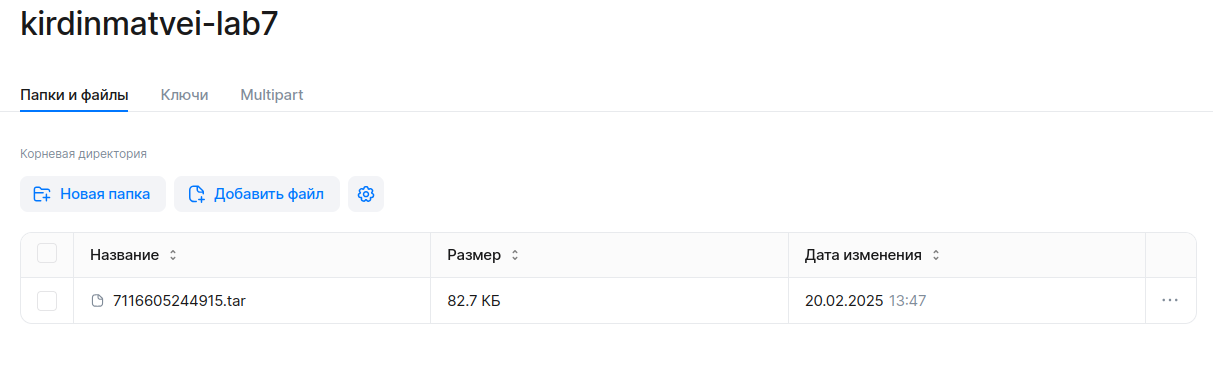 kirdinmatvei-lab7
Папки и файлы Ключи Multipart
Корневая директория
Новая папка Добавить файл
Название Размер Дата изменения
7116605244915.tar 82.7 КБ 20.02.2025 13:47